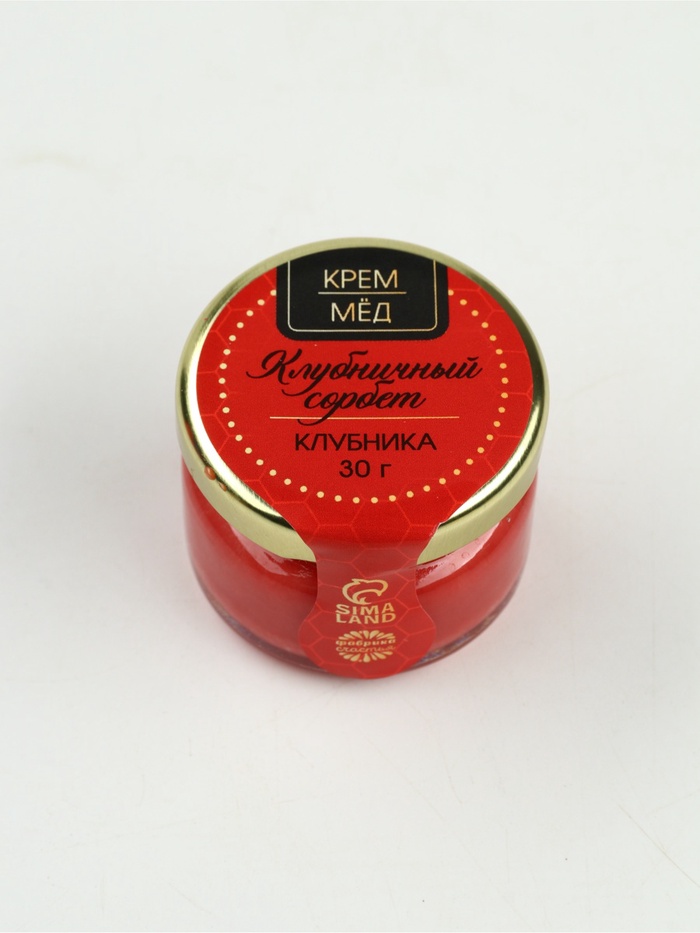 КРЕМ
МЁД
Клубничный
сорбет
КЛУБНИКА
30 г
SIMA
LAND
фабрика
счастья